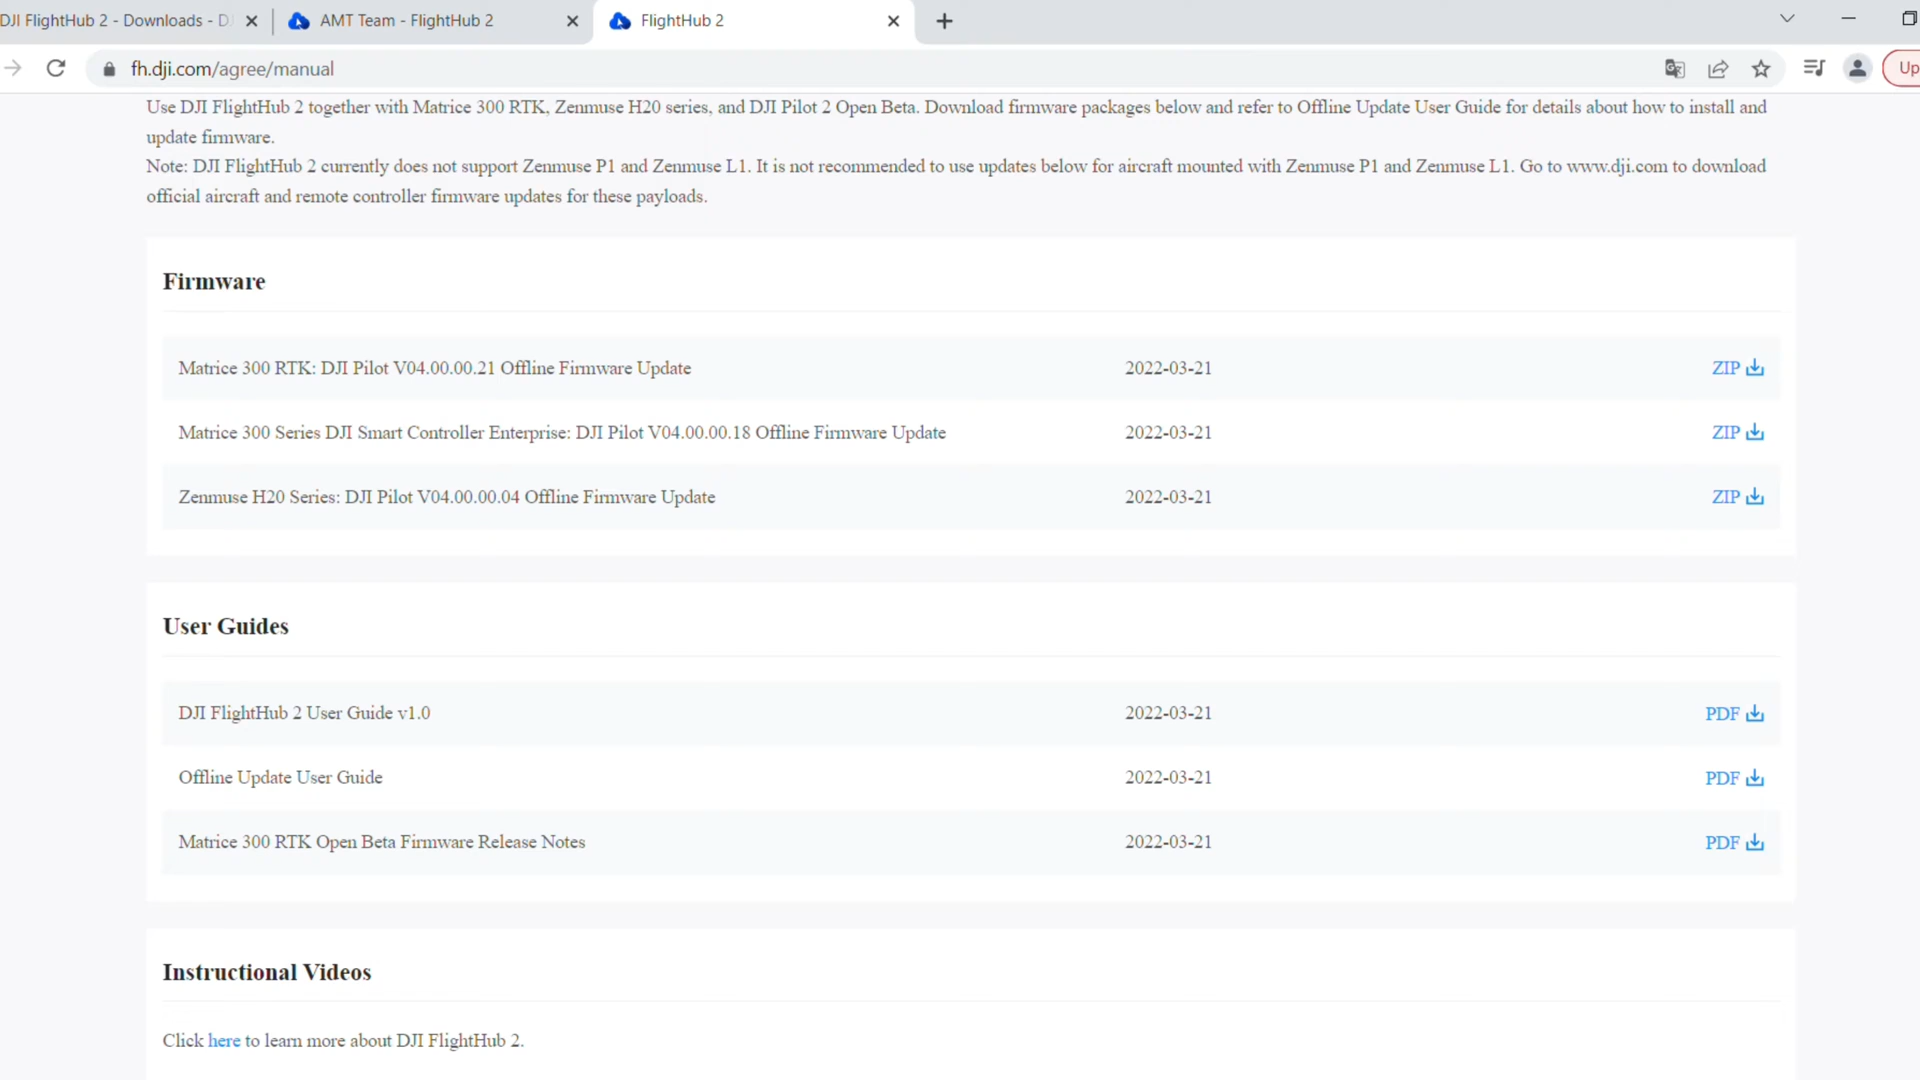 DJI FlightHub 2 - Downloads - D
AMT Team - FlightHub 2
FlightHub 2
fh.dji.com/agree/manual
Up
Use DJI FlightHub 2 together with Matrice 300 RTK, Zenmuse H20 series, and DJI Pilot 2 Open Beta. Download firmware packages below and refer to Offline Update User Guide for details about how to install and
update firmware.
Note: DJI FlightHub 2 currently does not support Zenmuse P1 and Zenmuse L1. It is not recommended to use updates below for aircraft mounted with Zenmuse P1 and Zenmuse L1. Go to www.dji.com to download
official aircraft and remote controller firmware updates for these payloads.
Firmware
Matrice 300 RTK: DJI Pilot V04.00.00.21 Offline Firmware Update 2022-03-21 ZIP
Matrice 300 Series DJI Smart Controller Enterprise: DJI Pilot V04.00.00.18 Offline Firmware Update 2022-03-21 ZIP
Zenmuse H20 Series: DJI Pilot V04.00.00.04 Offline Firmware Update 2022-03-21 ZIP
User Guides
DJI FlightHub 2 User Guide v1.0 2022-03-21 PDF
Offline Update User Guide 2022-03-21 PDF
Matrice 300 RTK Open Beta Firmware Release Notes 2022-03-21 PDF
Instructional Videos
Click here to learn more about DJI FlightHub 2.